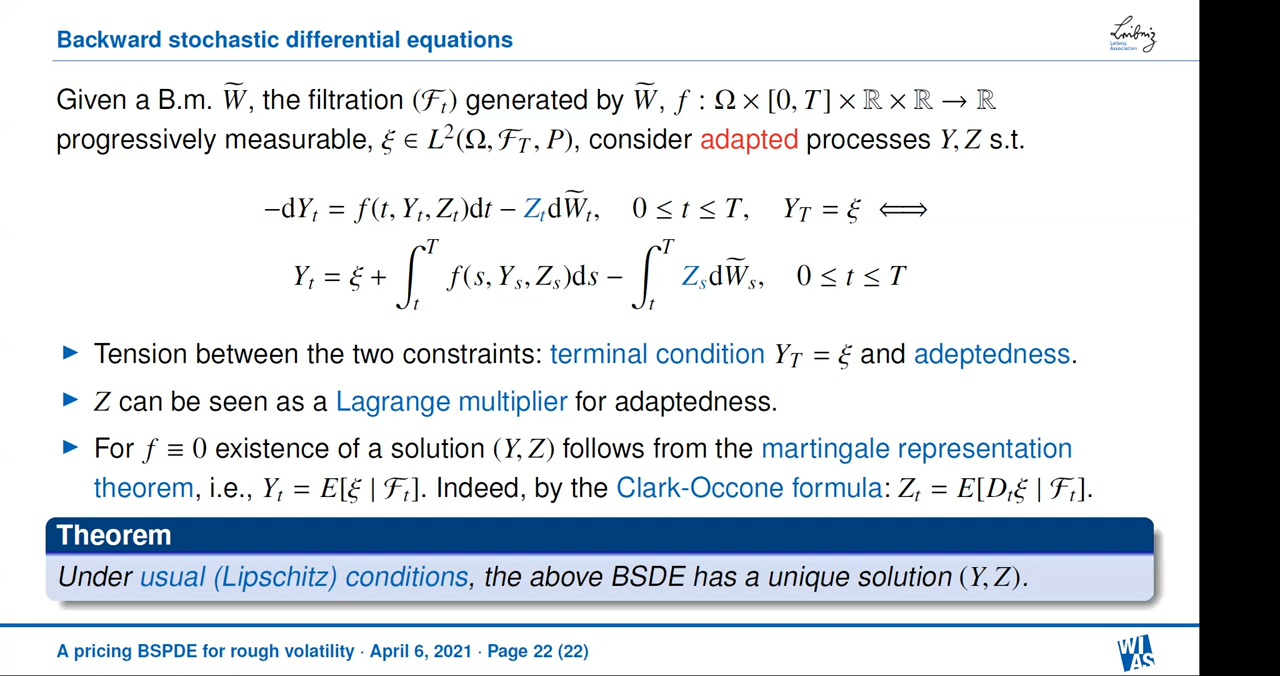 Backward stochastic differential equations
Leibniz
Leibniz
Association
Given a B.m. W̃, the filtration (ℱₜ) generated by W̃, f : Ω × [0, T] × ℝ × ℝ → ℝ
progressively measurable, ξ ∈ L²(Ω, ℱ_T, P), consider adapted processes Y, Z s.t.
−dYₜ = f(t, Yₜ, Zₜ)dt − ZₜdW̃ₜ, 0 ≤ t ≤ T, Y_T = ξ ⟺
Yₜ = ξ + ∫ₜᵀ f(s, Yₛ, Zₛ)ds − ∫ₜᵀ ZₛdW̃ₛ, 0 ≤ t ≤ T
▶ Tension between the two constraints: terminal condition Y_T = ξ and adeptedness.
▶ Z can be seen as a Lagrange multiplier for adaptedness.
▶ For f ≡ 0 existence of a solution (Y, Z) follows from the martingale representation
theorem, i.e., Yₜ = E[ξ | ℱₜ]. Indeed, by the Clark-Occone formula: Zₜ = E[Dₜξ | ℱₜ].
Theorem
Under usual (Lipschitz) conditions, the above BSDE has a unique solution (Y, Z).
A pricing BSPDE for rough volatility · April 6, 2021 · Page 22 (22)
WI
AS